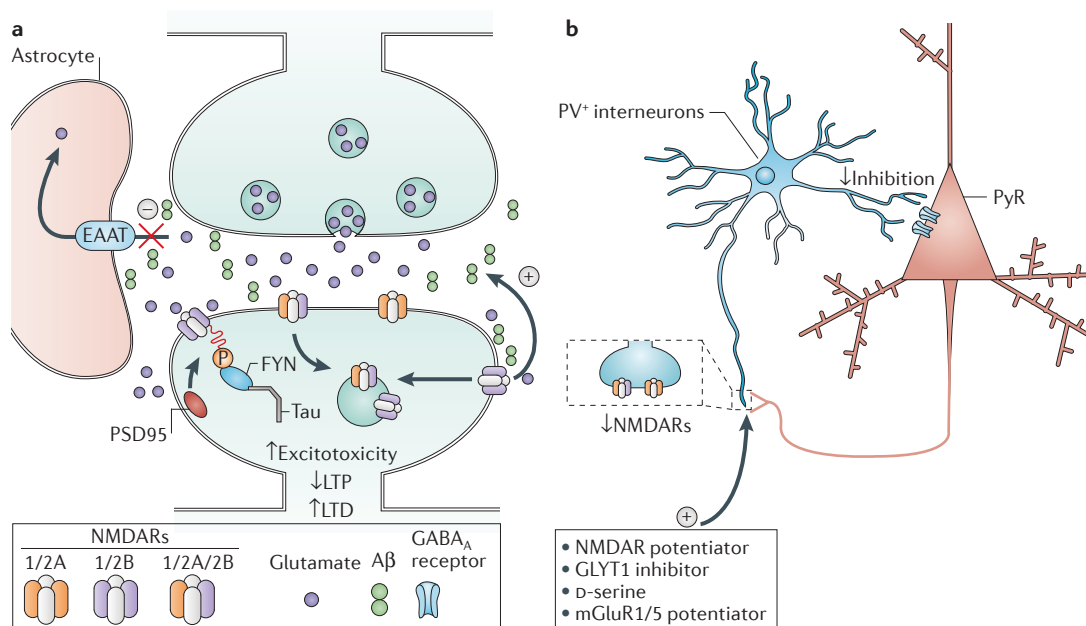 a
Astrocyte
−
EAAT
+
P
FYN
Tau
PSD95
↑Excitotoxicity
↓LTP
↑LTD
NMDARs
1/2A
1/2B
1/2A/2B
Glutamate
Aβ
GABA_A
receptor
b
PV⁺ interneurons
↓Inhibition
PyR
↓NMDARs
+
• NMDAR potentiator
• GLYT1 inhibitor
• D-serine
• mGluR1/5 potentiator